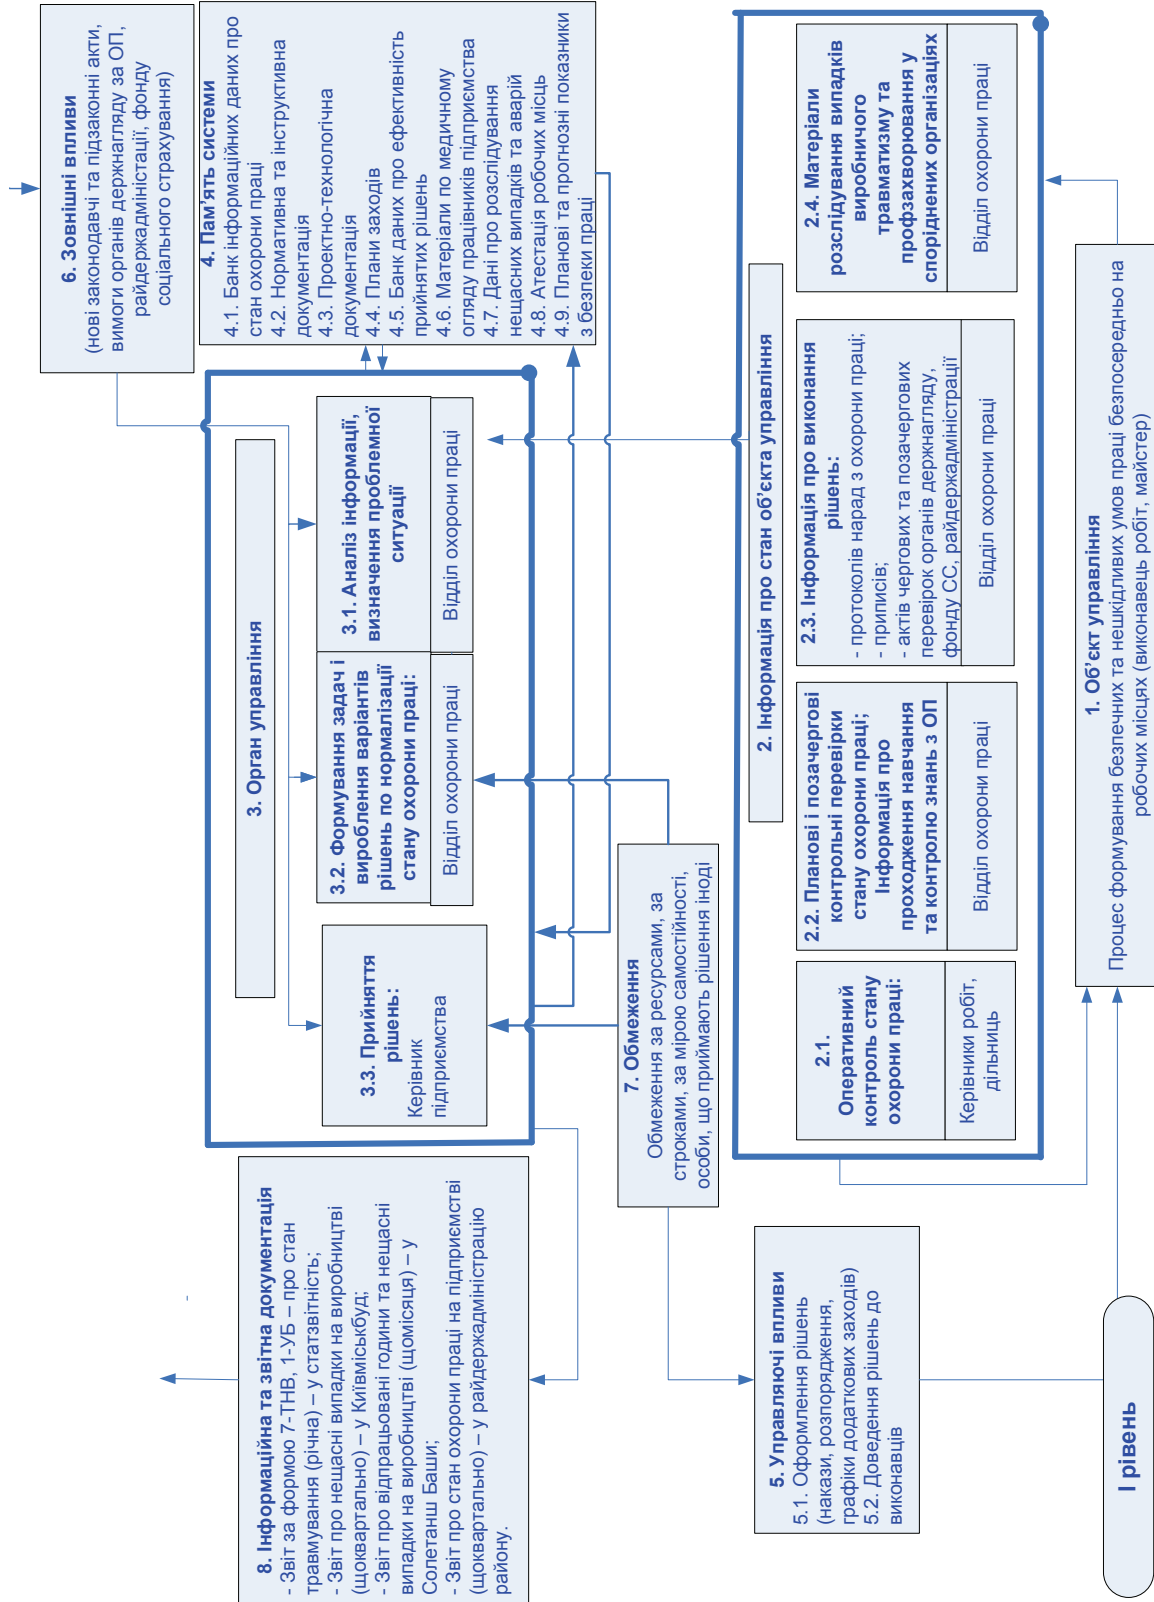 8. Інформаційна та звітна документація
- Звіт за формою 7-ТНВ, 1-УБ – про стан
травмування (річна) – у статзвітність;
- Звіт про нещасні випадки на виробництві
(щоквартально) – у Київміськбуд;
- Звіт про відпрацьовані години та нещасні
випадки на виробництві (щомісяця) – у
Солетанш Баши;
- Звіт про стан охорони праці на підприємстві
(щоквартально) – у райдержадміністрацію
району.
3. Орган управління
3.3. Прийняття
рішень:
Керівник
підприємства
3.2. Формування задач і
вироблення варіантів
рішень по нормалізації
стану охорони праці:
Відділ охорони праці
3.1. Аналіз інформації,
визначення проблемної
ситуації
Відділ охорони праці
6. Зовнішні впливи
(нові законодавчі та підзаконні акти,
вимоги органів держнагляду за ОП,
райдержадміністації, фонду
соціального страхування)
4. Пам'ять системи
4.1. Банк інформаційних даних про
стан охорони праці
4.2. Нормативна та інструктивна
документація
4.3. Проектно-технологічна
документація
4.4. Плани заходів
4.5. Банк даних про ефективність
прийнятих рішень
4.6. Матеріали по медичному
огляду працівників підприємства
4.7. Дані про розслідування
нещасних випадків та аварій
4.8. Атестація робочих місць
4.9. Планові та прогнозні показники
з безпеки праці
7. Обмеження
Обмеження за ресурсами, за
строками, за мірою самостійності,
особи, що приймають рішення іноді
5. Управляючі впливи
5.1. Оформлення рішень
(накази, розпорядження,
графіки додаткових заходів)
5.2. Доведення рішень до
виконавців
2. Інформація про стан об'єкта управління
2.1.
Оперативний
контроль стану
охорони праці:
Керівники робіт,
дільниць
2.2. Планові і позачергові
контрольні перевірки
стану охорони праці;
Інформація про
проходження навчання
та контролю знань з ОП
Відділ охорони праці
2.3. Інформація про виконання
рішень:
- протоколів нарад з охорони праці;
- приписів;
- актів чергових та позачергових
перевірок органів держнагляду,
фонду СС, райдержадміністрації
Відділ охорони праці
2.4. Матеріали
розслідування випадків
виробничого
травматизму та
профзахворювання у
споріднених організаціях
Відділ охорони праці
1. Об'єкт управління
Процес формування безпечних та нешкідливих умов праці безпосередньо на
робочих місцях (виконавець робіт, майстер)
І рівень